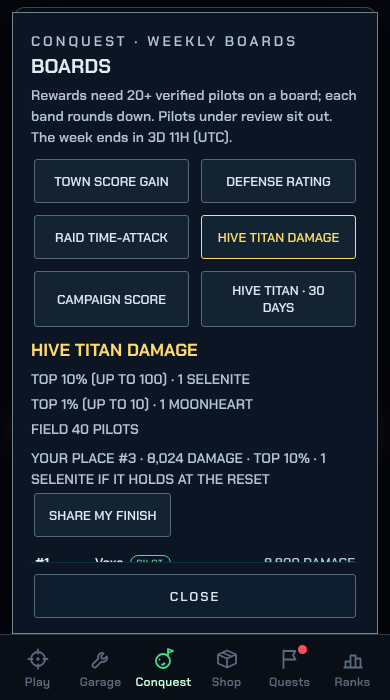 CONQUEST · WEEKLY BOARDS
BOARDS
Rewards need 20+ verified pilots on a board; each
band rounds down. Pilots under review sit out.
The week ends in 3D 11H (UTC).
TOWN SCORE GAIN
DEFENSE RATING
RAID TIME-ATTACK
HIVE TITAN DAMAGE
CAMPAIGN SCORE
HIVE TITAN · 30
DAYS
HIVE TITAN DAMAGE
TOP 10% (UP TO 100) · 1 SELENITE
TOP 1% (UP TO 10) · 1 MOONHEART
FIELD 40 PILOTS
YOUR PLACE #3 · 8,024 DAMAGE · TOP 10% · 1
SELENITE IF IT HOLDS AT THE RESET
SHARE MY FINISH
#1
CLOSE
Play
Garage
Conquest
Shop
Quests
Ranks